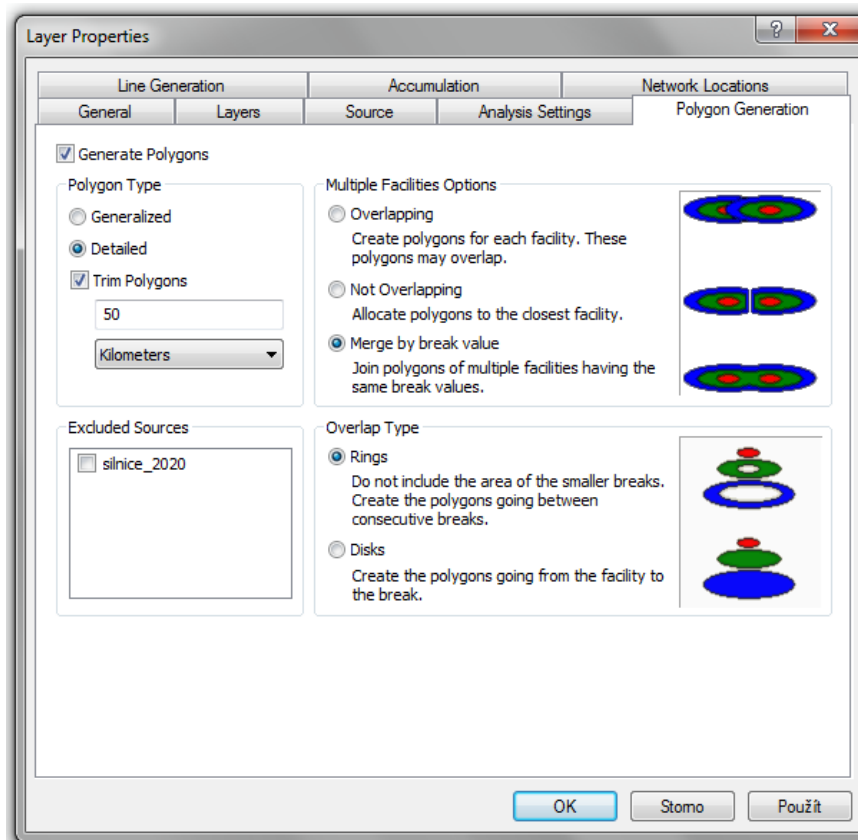 Layer Properties
Line Generation
Accumulation
Network Locations
General
Layers
Source
Analysis Settings
Polygon Generation
Generate Polygons
Polygon Type
Generalized
Detailed
Trim Polygons
50
Kilometers
Multiple Facilities Options
Overlapping
Create polygons for each facility. These
polygons may overlap.
Not Overlapping
Allocate polygons to the closest facility.
Merge by break value
Join polygons of multiple facilities having the
same break values.
Excluded Sources
silnice_2020
Overlap Type
Rings
Do not include the area of the smaller breaks.
Create the polygons going between
consecutive breaks.
Disks
Create the polygons going from the facility to
the break.
OK
Storno
Použít